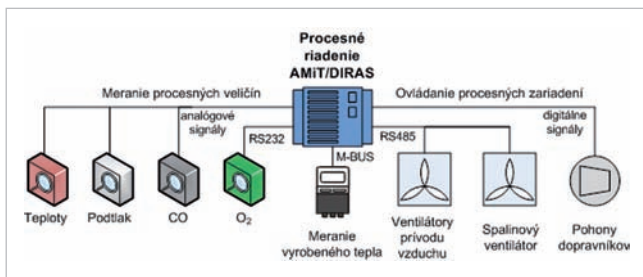 Procesné
riadenie
AMiT/DIRAS
Meranie procesných veličín
Ovládanie procesných zariadení
analógové
signály
RS232
RS485
digitálne
signály
M-BUS
Teploty
Podtlak
CO
O₂
Meranie
vyrobeného tepla
Ventilátory
prívodu
vzduchu
Spalinový
ventilátor
Pohony
dopravníkov